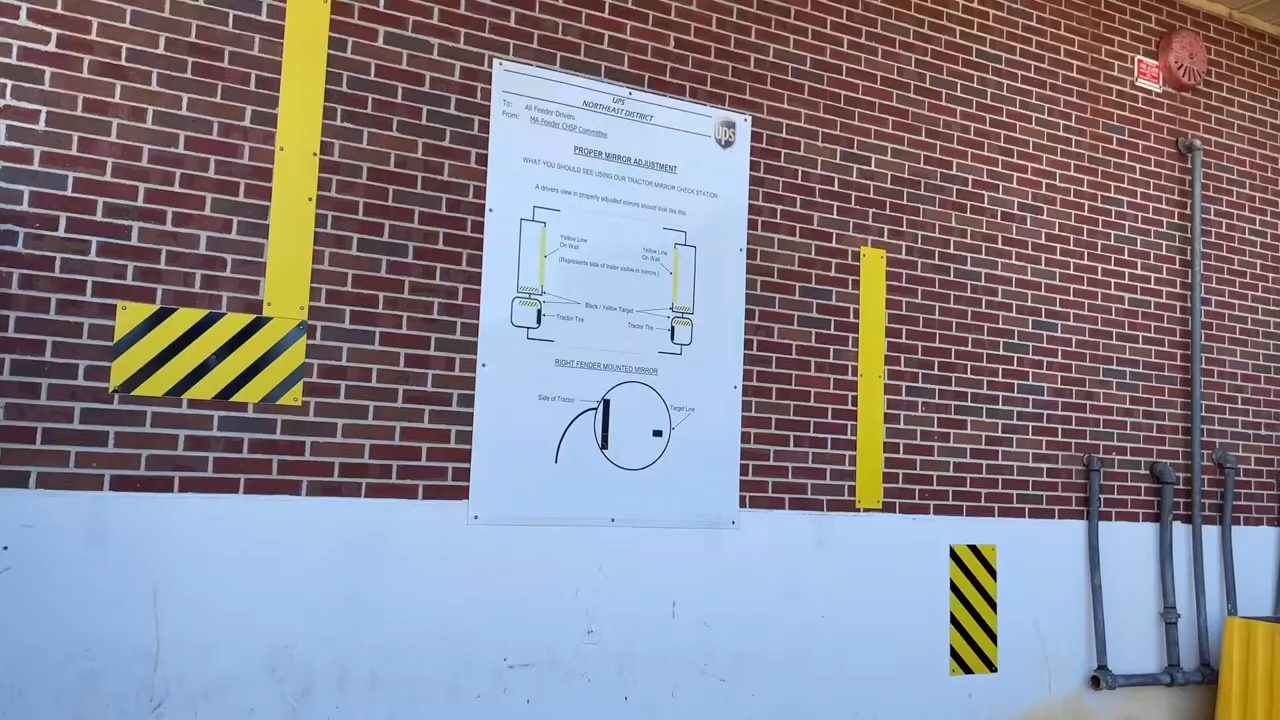 UPS
NORTHEAST DISTRICT
To: All Feeder Drivers
From: MA Feeder CHSP Committee
ups
PROPER MIRROR ADJUSTMENT
WHAT YOU SHOULD SEE USING OUR TRACTOR MIRROR CHECK STATION
A drivers view in properly adjusted mirrors should look like this.
Yellow Line
On Wall
Yellow Line
On Wall
(Represents side of trailer visible in mirrors )
Black / Yellow Target
Tractor Tire
Tractor Tire
RIGHT FENDER MOUNTED MIRROR
Side of Tractor
Target Line